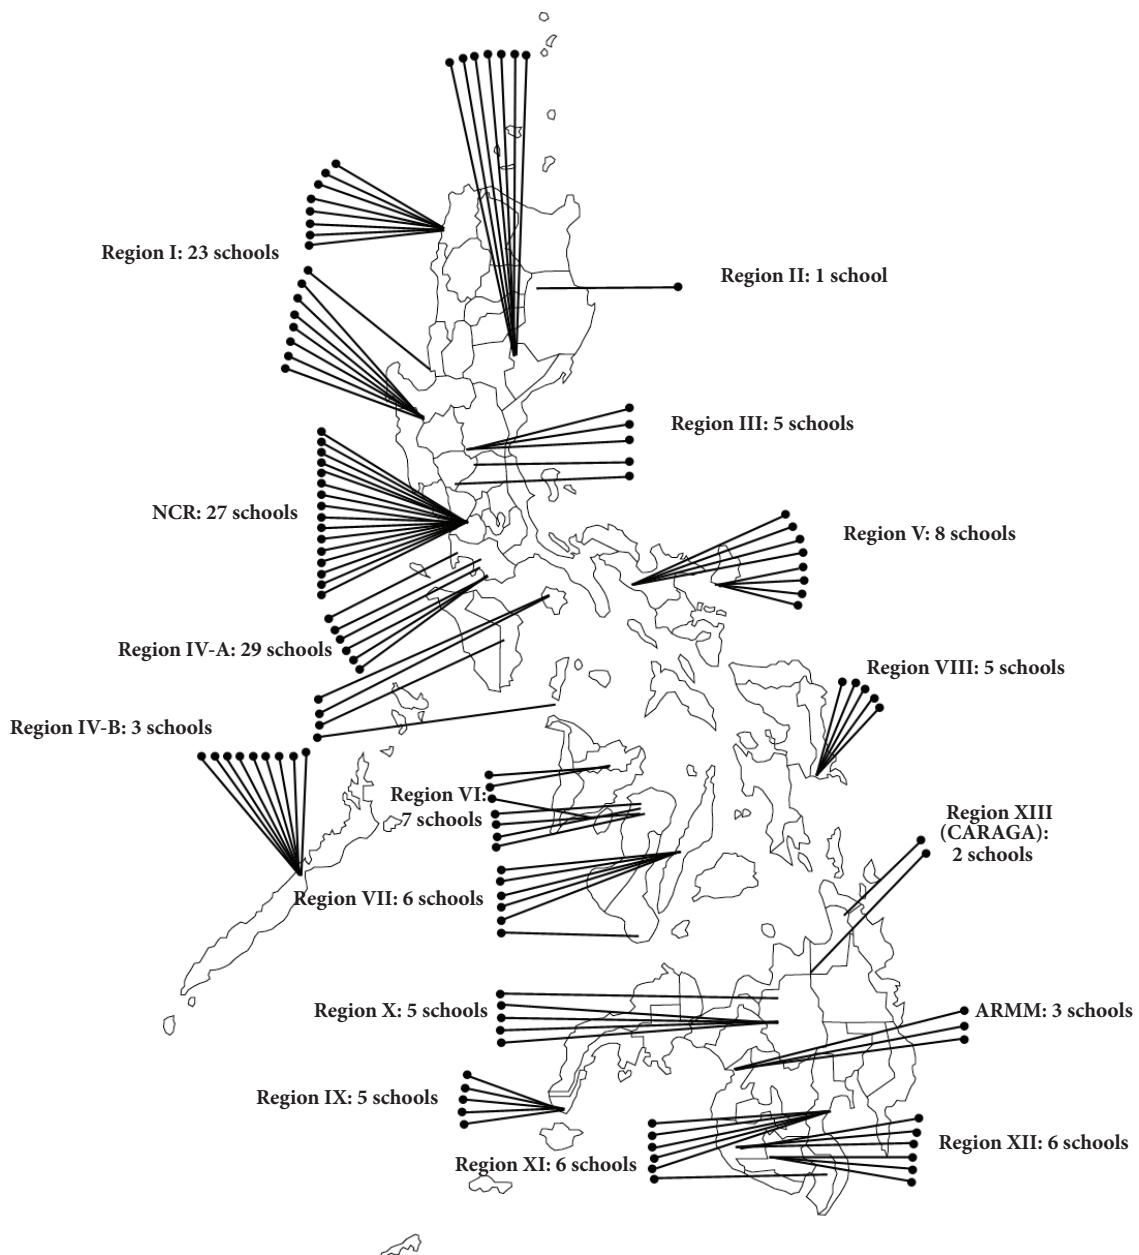 Region I: 23 schools
Region II: 1 school
Region III: 5 schools
NCR: 27 schools
Region V: 8 schools
Region IV-A: 29 schools
Region VIII: 5 schools
Region IV-B: 3 schools
Region VI:
7 schools
Region XIII
(CARAGA):
2 schools
Region VII: 6 schools
Region X: 5 schools
ARMM: 3 schools
Region IX: 5 schools
Region XII: 6 schools
Region XI: 6 schools